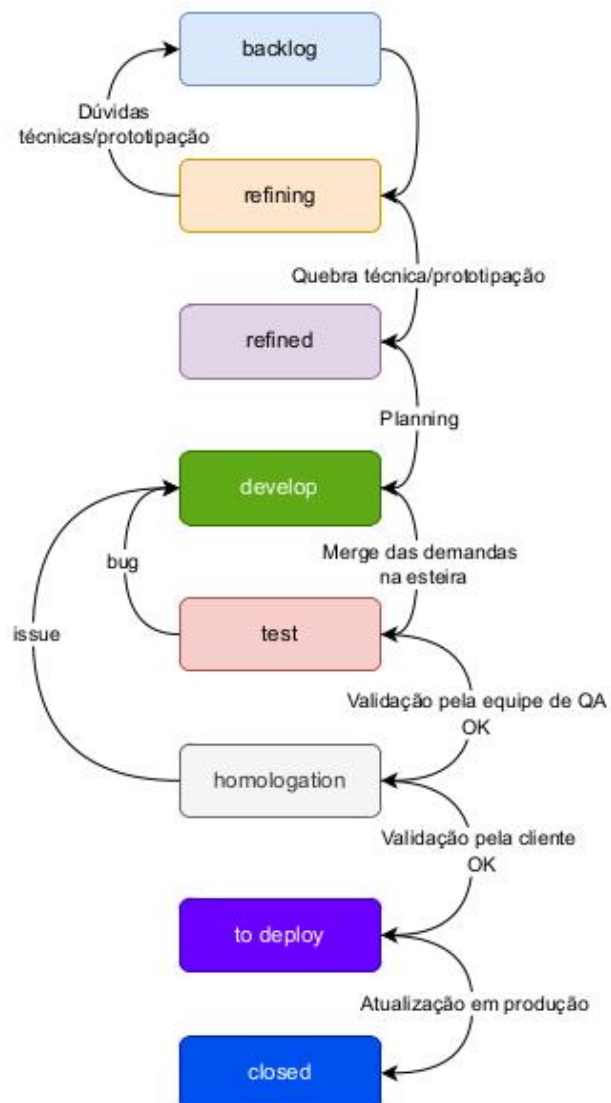 backlog
Dúvidas
técnicas/prototipação
refining
Quebra técnica/prototipação
refined
Planning
develop
bug
Merge das demandas
na esteira
issue
test
Validação pela equipe de QA
OK
homologation
Validação pela cliente
OK
to deploy
Atualização em produção
closed